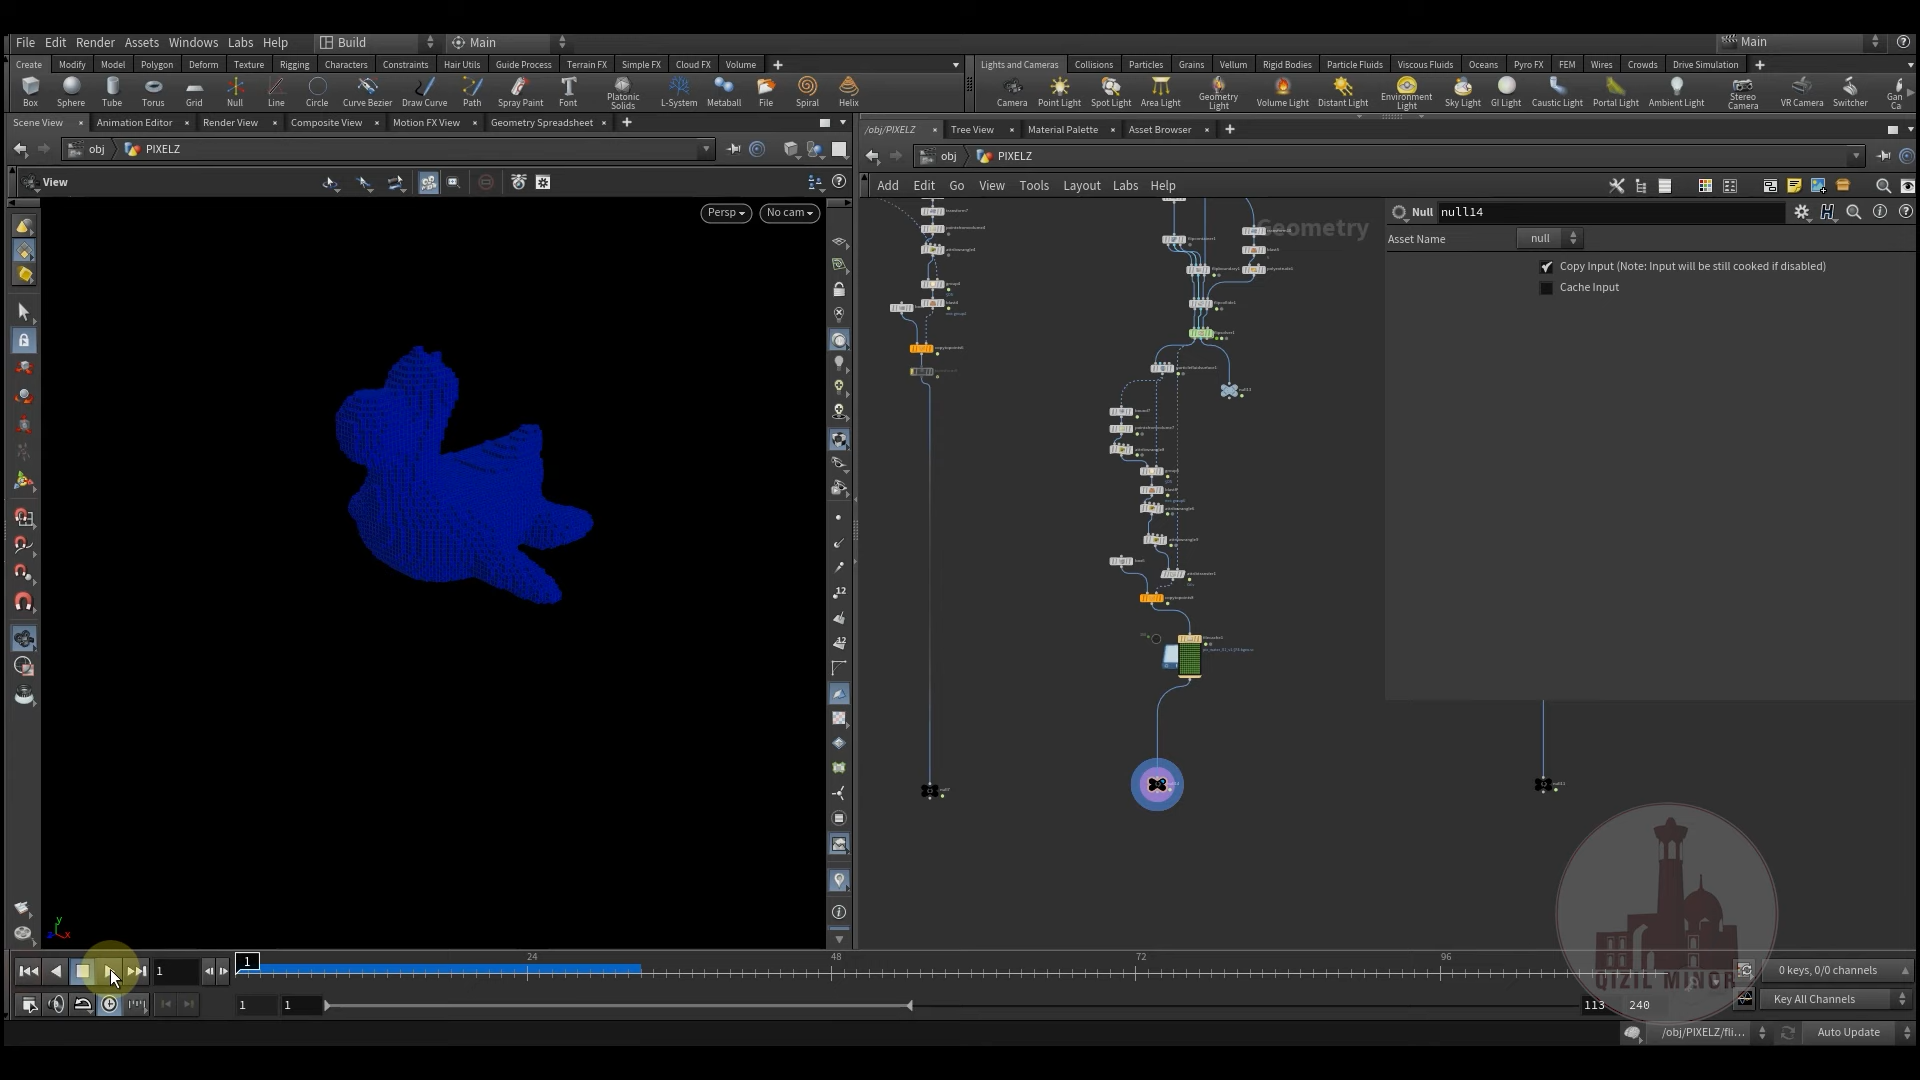 File Edit Render Assets Windows Labs Help Build Main Main
Create Modify Model Polygon Deform Texture Rigging Characters Constraints Hair Utils Guide Process Terrain FX Simple FX Cloud FX Volume
Lights and Cameras Collisions Particles Grains Vellum Rigid Bodies Particle Fluids Viscous Fluids Oceans Pyro FX FEM Wires Crowds Drive Simulation
Box Sphere Tube Torus Grid Null Line Circle Curve Bezier Draw Curve Path Spray Paint Font Platonic Solids L-System Metaball File Spiral Helix
Camera Point Light Spot Light Area Light Geometry Light Volume Light Distant Light Environment Light Sky Light GI Light Caustic Light Portal Light Ambient Light Stereo Camera VR Camera Switcher
Scene View Animation Editor Render View Composite View Motion FX View Geometry Spreadsheet
/obj/PIXELZ Tree View Material Palette Asset Browser
obj PIXELZ
obj PIXELZ
View
Add Edit Go View Tools Layout Labs Help
Persp No cam
Geometry
Null null14
Asset Name null
Copy Input (Note: Input will be still cooked if disabled)
Cache Input
12
12
y
x
QIZIL MINOR
1 1 24 48 72 96
0 keys, 0/0 channels
1 1 113 240
Key All Channels
/obj/PIXELZ/fli... Auto Update